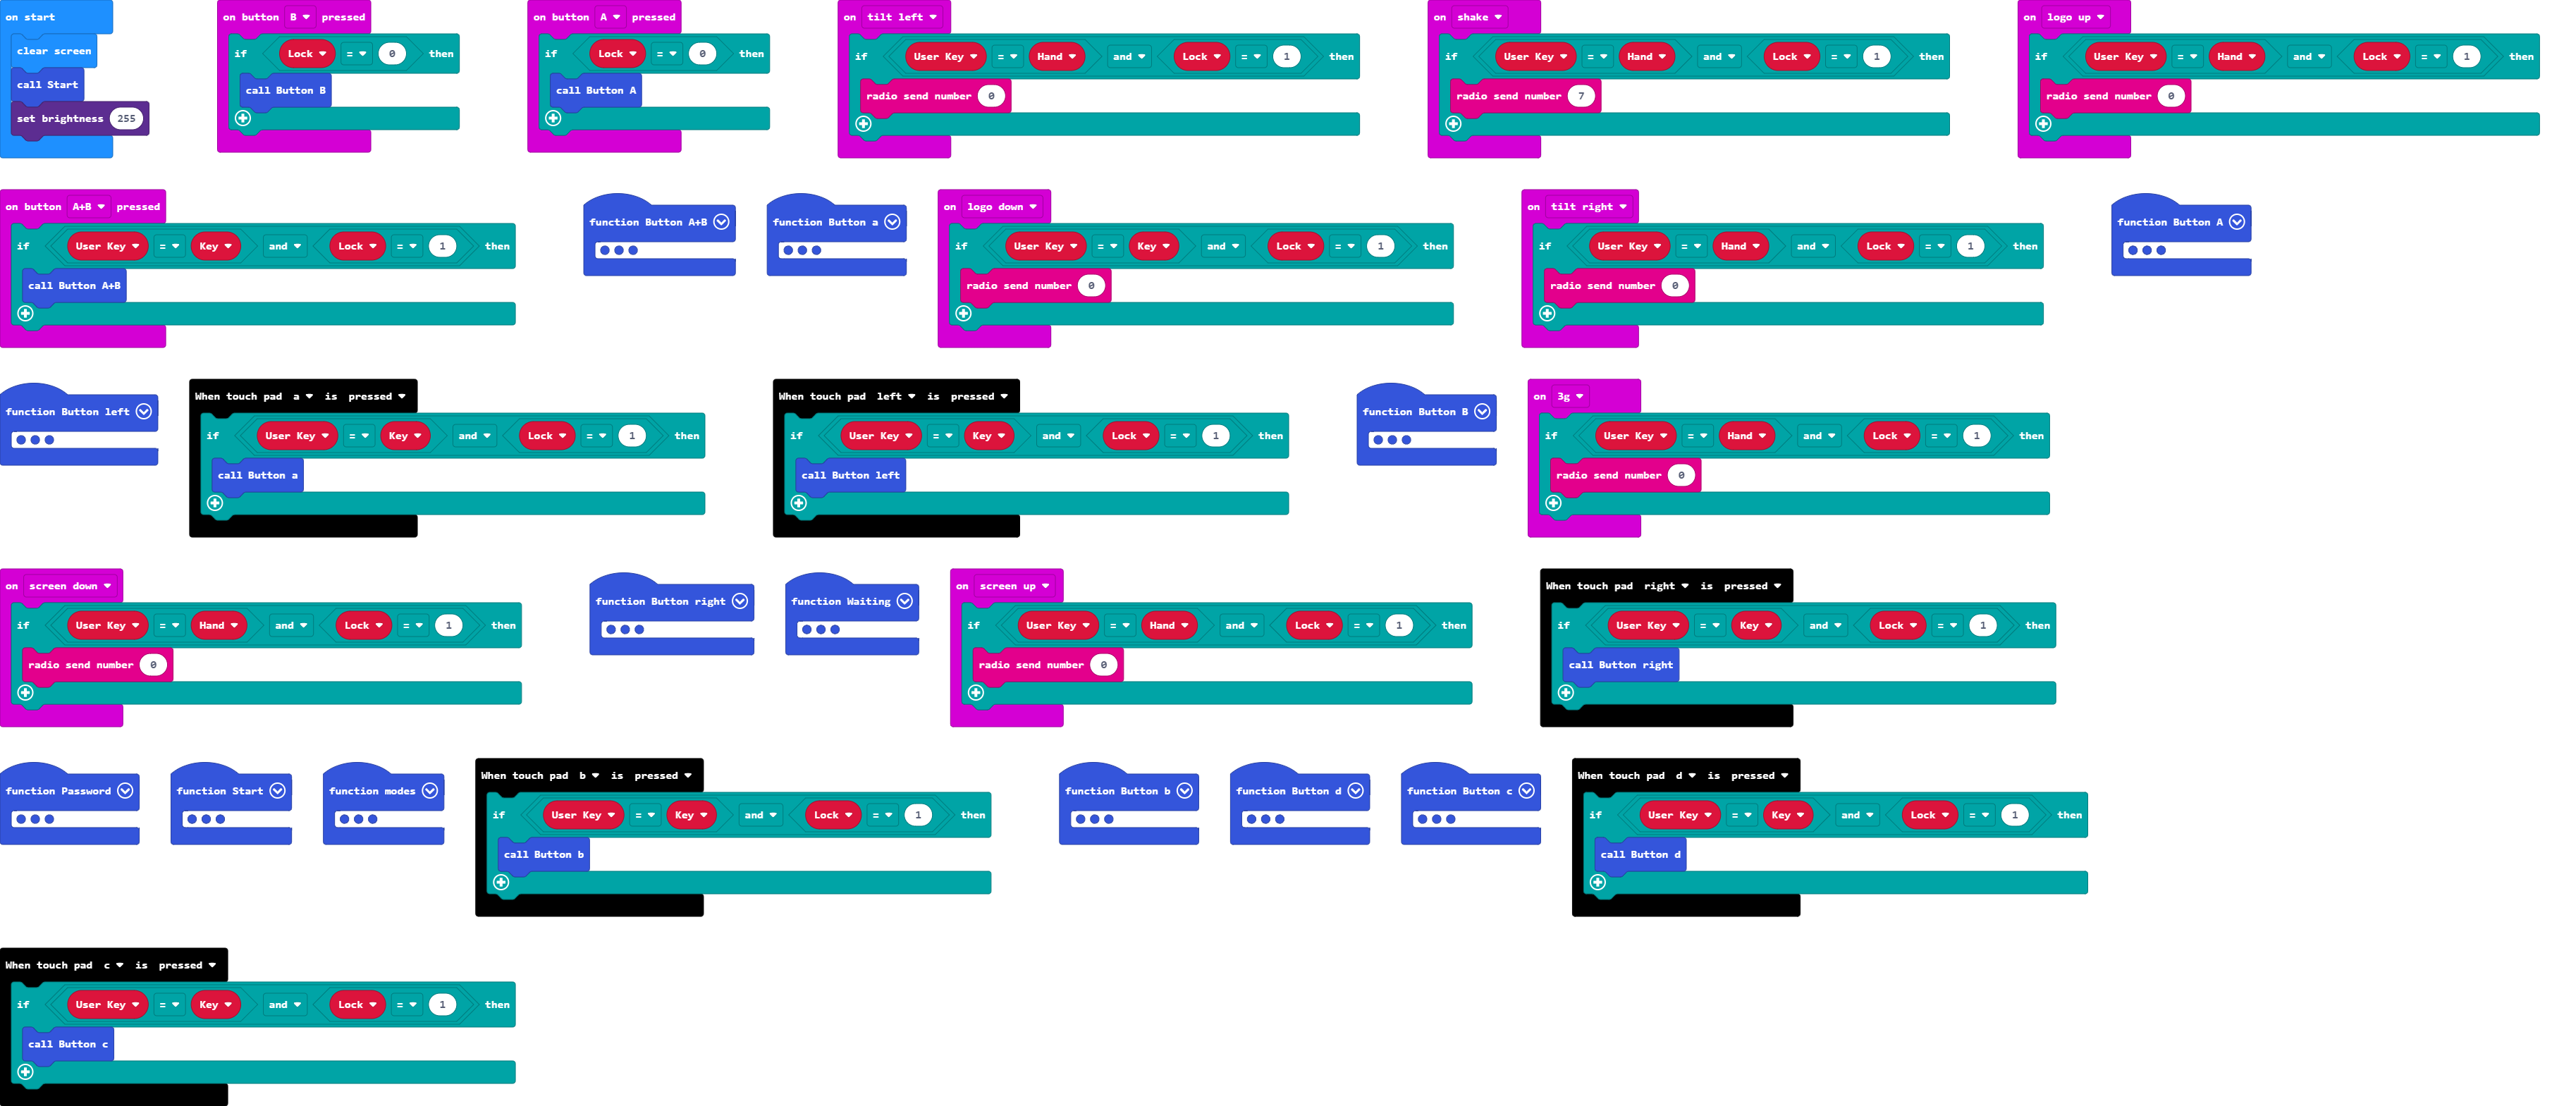 on start
clear screen
call Start
set brightness 255
on button B pressed
if Lock = 0 then
call Button B
on button A pressed
if Lock = 0 then
call Button A
on tilt left
if User Key = Hand and Lock = 1 then
radio send number 0
on shake
if User Key = Hand and Lock = 1 then
radio send number 7
on logo up
if User Key = Hand and Lock = 1 then
radio send number 0
on button A+B pressed
if User Key = Key and Lock = 1 then
call Button A+B
function Button A+B
function Button a
on logo down
if User Key = Key and Lock = 1 then
radio send number 0
on tilt right
if User Key = Hand and Lock = 1 then
radio send number 0
function Button A
function Button left
When touch pad a is pressed
if User Key = Key and Lock = 1 then
call Button a
When touch pad left is pressed
if User Key = Key and Lock = 1 then
call Button left
function Button B
on 3g
if User Key = Hand and Lock = 1 then
radio send number 0
on screen down
if User Key = Hand and Lock = 1 then
radio send number 0
function Button right
function Waiting
on screen up
if User Key = Hand and Lock = 1 then
radio send number 0
When touch pad right is pressed
if User Key = Key and Lock = 1 then
call Button right
function Password
function Start
function modes
When touch pad b is pressed
if User Key = Key and Lock = 1 then
call Button b
function Button b
function Button d
function Button c
When touch pad d is pressed
if User Key = Key and Lock = 1 then
call Button d
When touch pad c is pressed
if User Key = Key and Lock = 1 then
call Button c